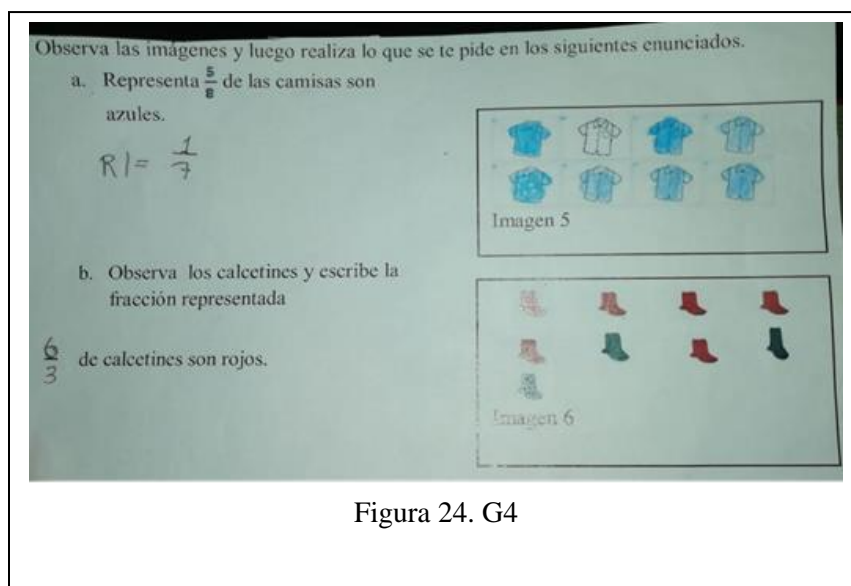 Observa las imágenes y luego realiza lo que se te pide en los siguientes enunciados.
a. Representa 5/8 de las camisas son
azules.
R/= 1/7
Imagen 5
b. Observa los calcetines y escribe la
fracción representada
6/3 de calcetines son rojos.
Imagen 6
Figura 24. G4